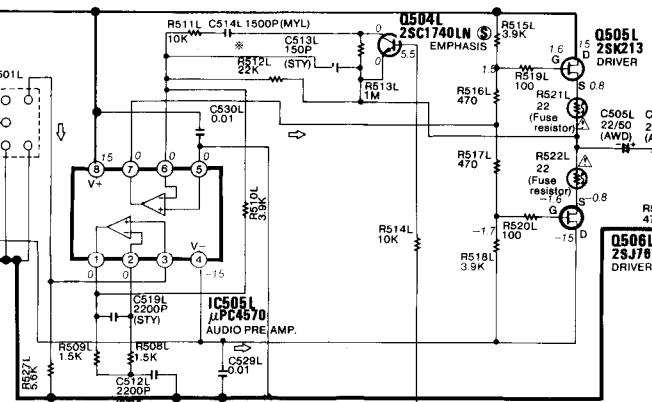 R511L
10K
C514L 1500P(MYL)
※
C513L
150P
(STY)
R512L
22K
0
0
5.5
Q504L
2SC1740LN Ⓢ
EMPHASIS
R513L
1M
R515L
3.9K
1.5
R519L
100
1.6
G
15
D
S 0.8
Q505L
2SK213
DRIVER
R516L
470
R521L
22
(Fuse
resistor)
C505L
22/50
(AWD)
501L
C530L
0.01
15
0
0
0
8
7
6
5
V+
R510L
3.9K
R517L
470
R522L
22
(Fuse
resistor)
-1.6
G
S
-0.8
-1.7
R520L
100
-15
D
Q506L
2SJ76
DRIVER
R514L
10K
R518L
3.9K
V-
1
2
3
4
0
0
0
-15
C519L
2200P
(STY)
IC505L
μPC4570
AUDIO PRE AMP.
R509L
1.5K
R508L
1.5K
R527L
5.6K
C512L
2200P
C529L
0.01